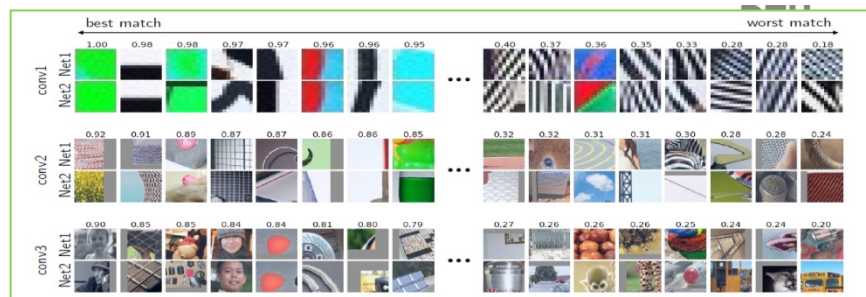 best match worst match
1.00 0.98 0.98 0.97 0.97 0.96 0.96 0.95 0.40 0.37 0.36 0.35 0.33 0.28 0.28 0.18
conv1 Net1
Net2
0.92 0.91 0.89 0.87 0.87 0.86 0.86 0.85 ... 0.32 0.32 0.31 0.31 0.30 0.28 0.28 0.24
conv2 Net1
Net2
0.90 0.85 0.85 0.84 0.84 0.81 0.80 0.79 0.27 0.26 0.26 0.26 0.25 0.24 0.24 0.20
conv3 Net1
Net2